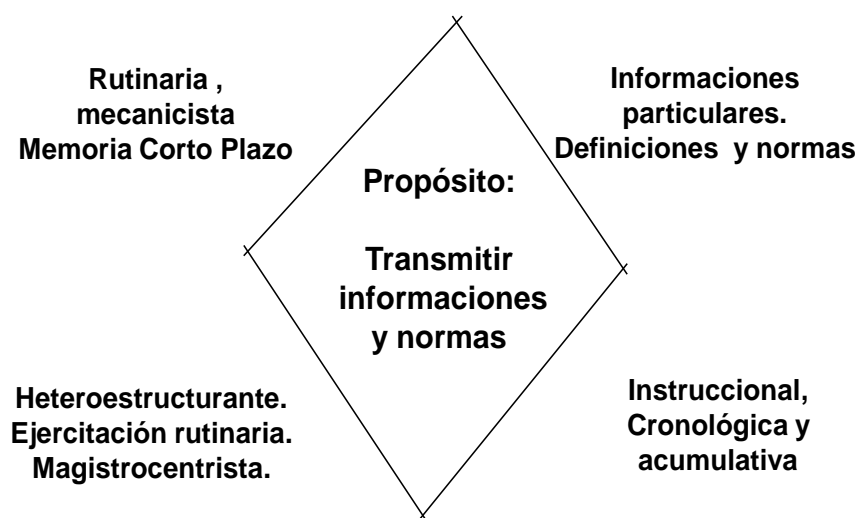 Rutinaria ,
mecanicista
Memoria Corto Plazo
Informaciones
particulares.
Definiciones y normas
Propósito:
Transmitir
informaciones
y normas
Heteroestructurante.
Ejercitación rutinaria.
Magistrocentrista.
Instruccional,
Cronológica y
acumulativa